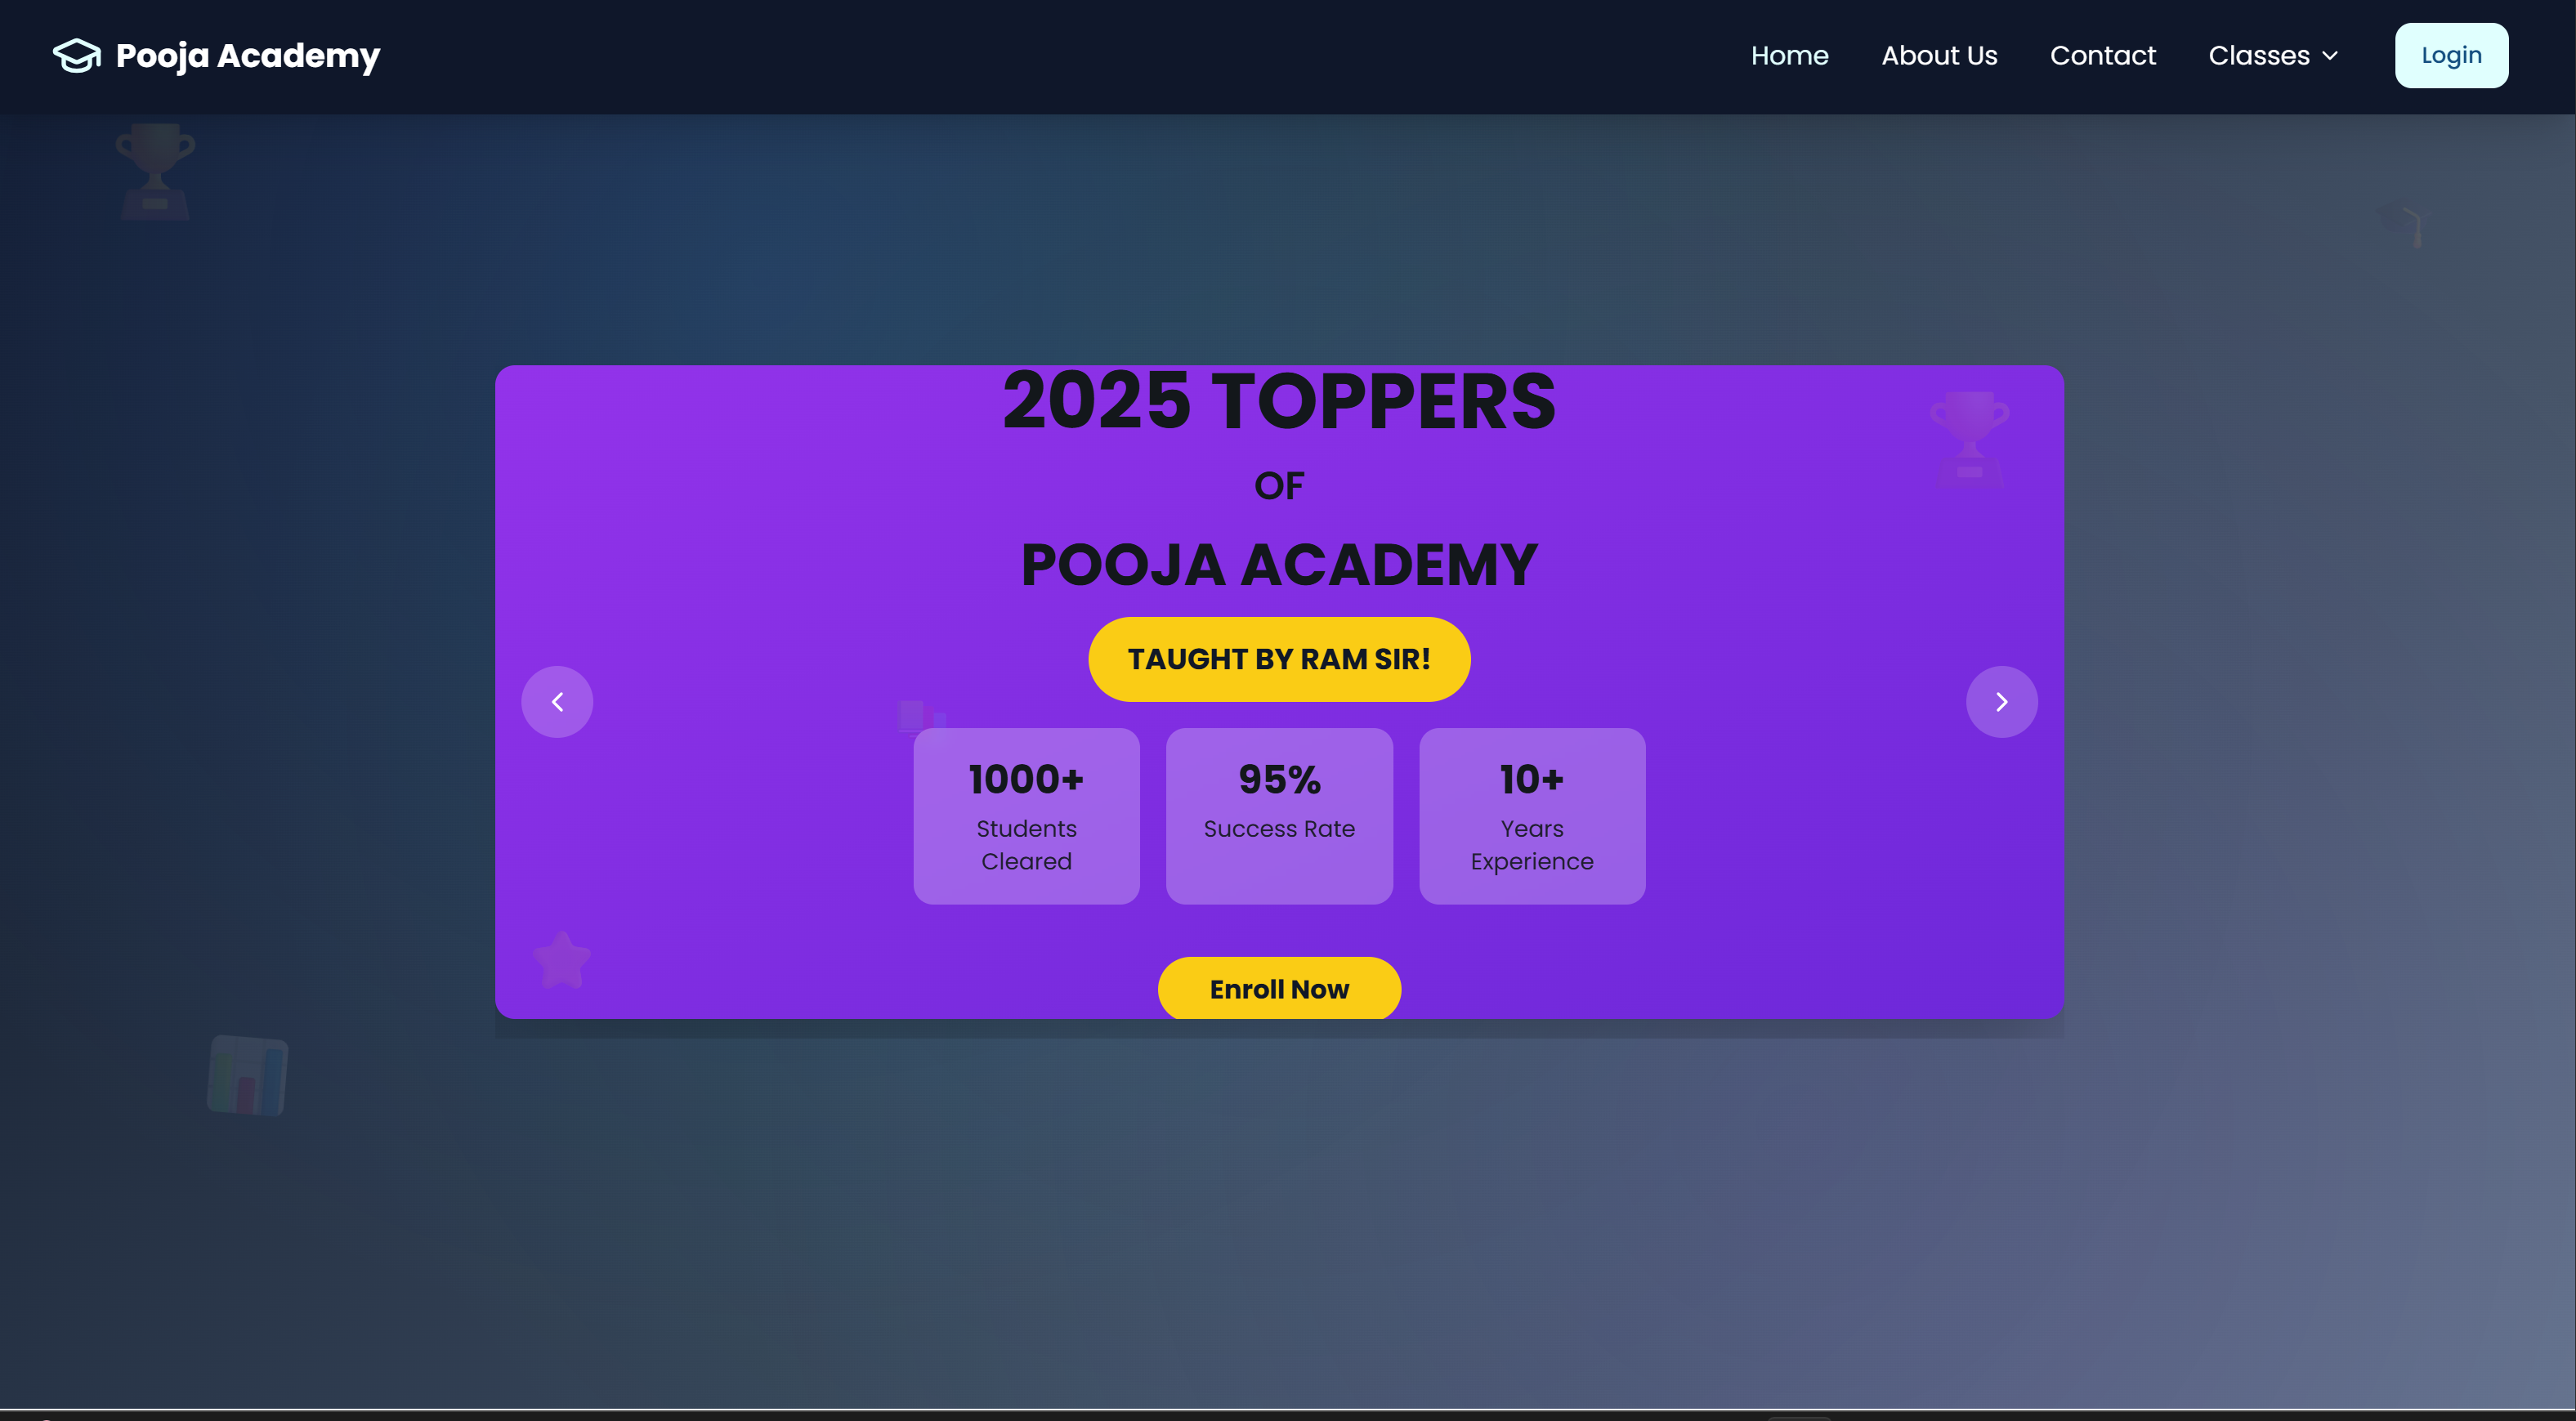 Pooja Academy
Home
About Us
Contact
Classes
Login
2025 TOPPERS
OF
POOJA ACADEMY
TAUGHT BY RAM SIR!
1000+
Students
Cleared
95%
Success Rate
10+
Years
Experience
Enroll Now